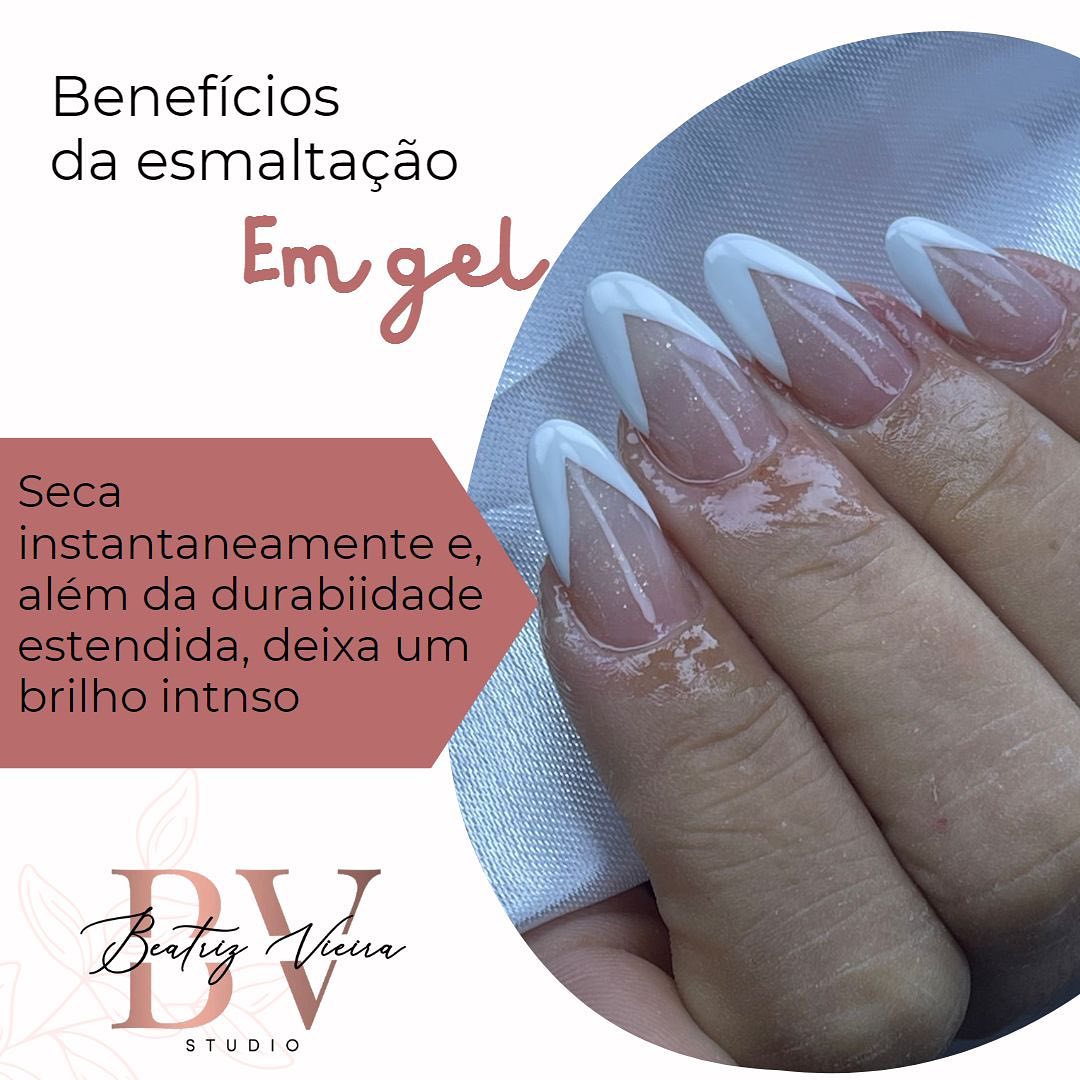 Benefícios
da esmaltação
Em gel
Seca
instantaneamente e,
além da durabiidade
estendida, deixa um
brilho intnso
BV
Beatriz Vieira
STUDIO